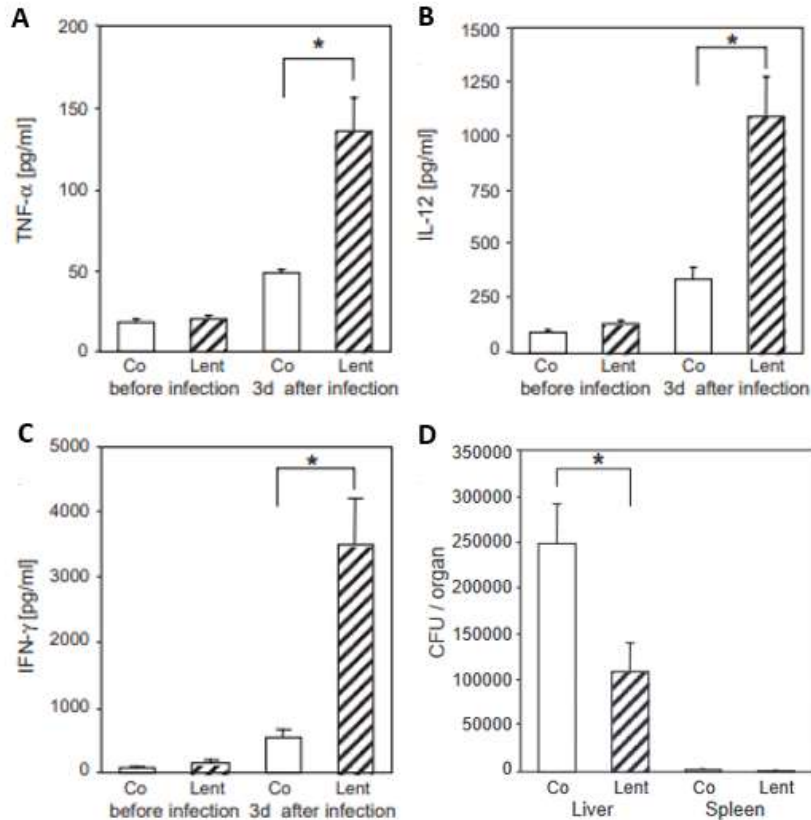 A
TNF-α [pg/ml]
200
150
100
50
0
*
Co Lent Co Lent
before infection 3d after infection
B
IL-12 [pg/ml]
1500
1250
1000
750
500
250
0
*
Co Lent Co Lent
before infection 3d after infection
C
IFN-γ [pg/ml]
5000
4000
3000
2000
1000
0
*
Co Lent Co Lent
before infection 3d after infection
D
CFU / organ
350000
300000
250000
200000
150000
100000
50000
0
*
Co Lent Co Lent
Liver Spleen